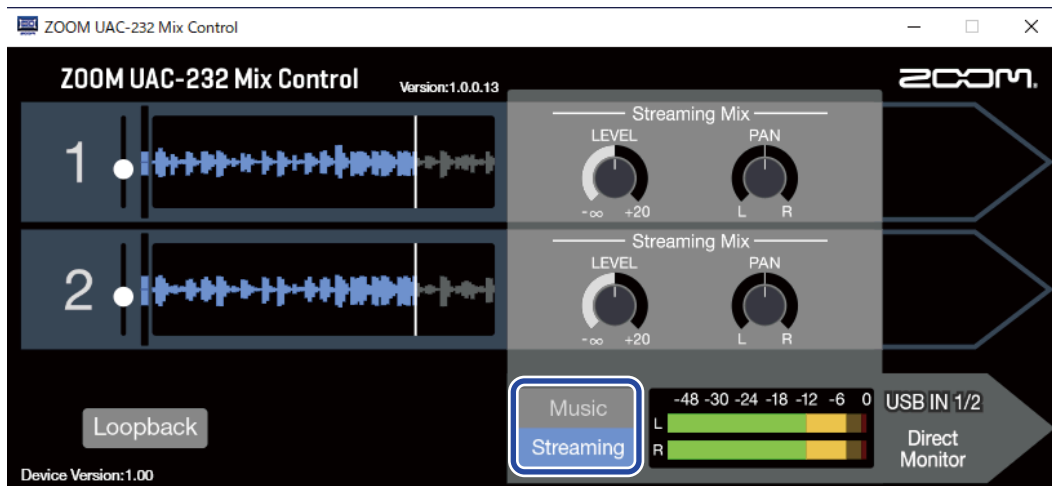 ZOOM UAC-232 Mix Control
ZOOM UAC-232 Mix Control
Version:1.0.0.13
ZOOM.
1
Streaming Mix
LEVEL PAN
-∞ +20 L R
2
Streaming Mix
LEVEL PAN
-∞ +20 L R
Loopback
Music
Streaming
-48 -30 -24 -18 -12 -6 0
L
R
USB IN 1/2
Direct
Monitor
Device Version:1.00